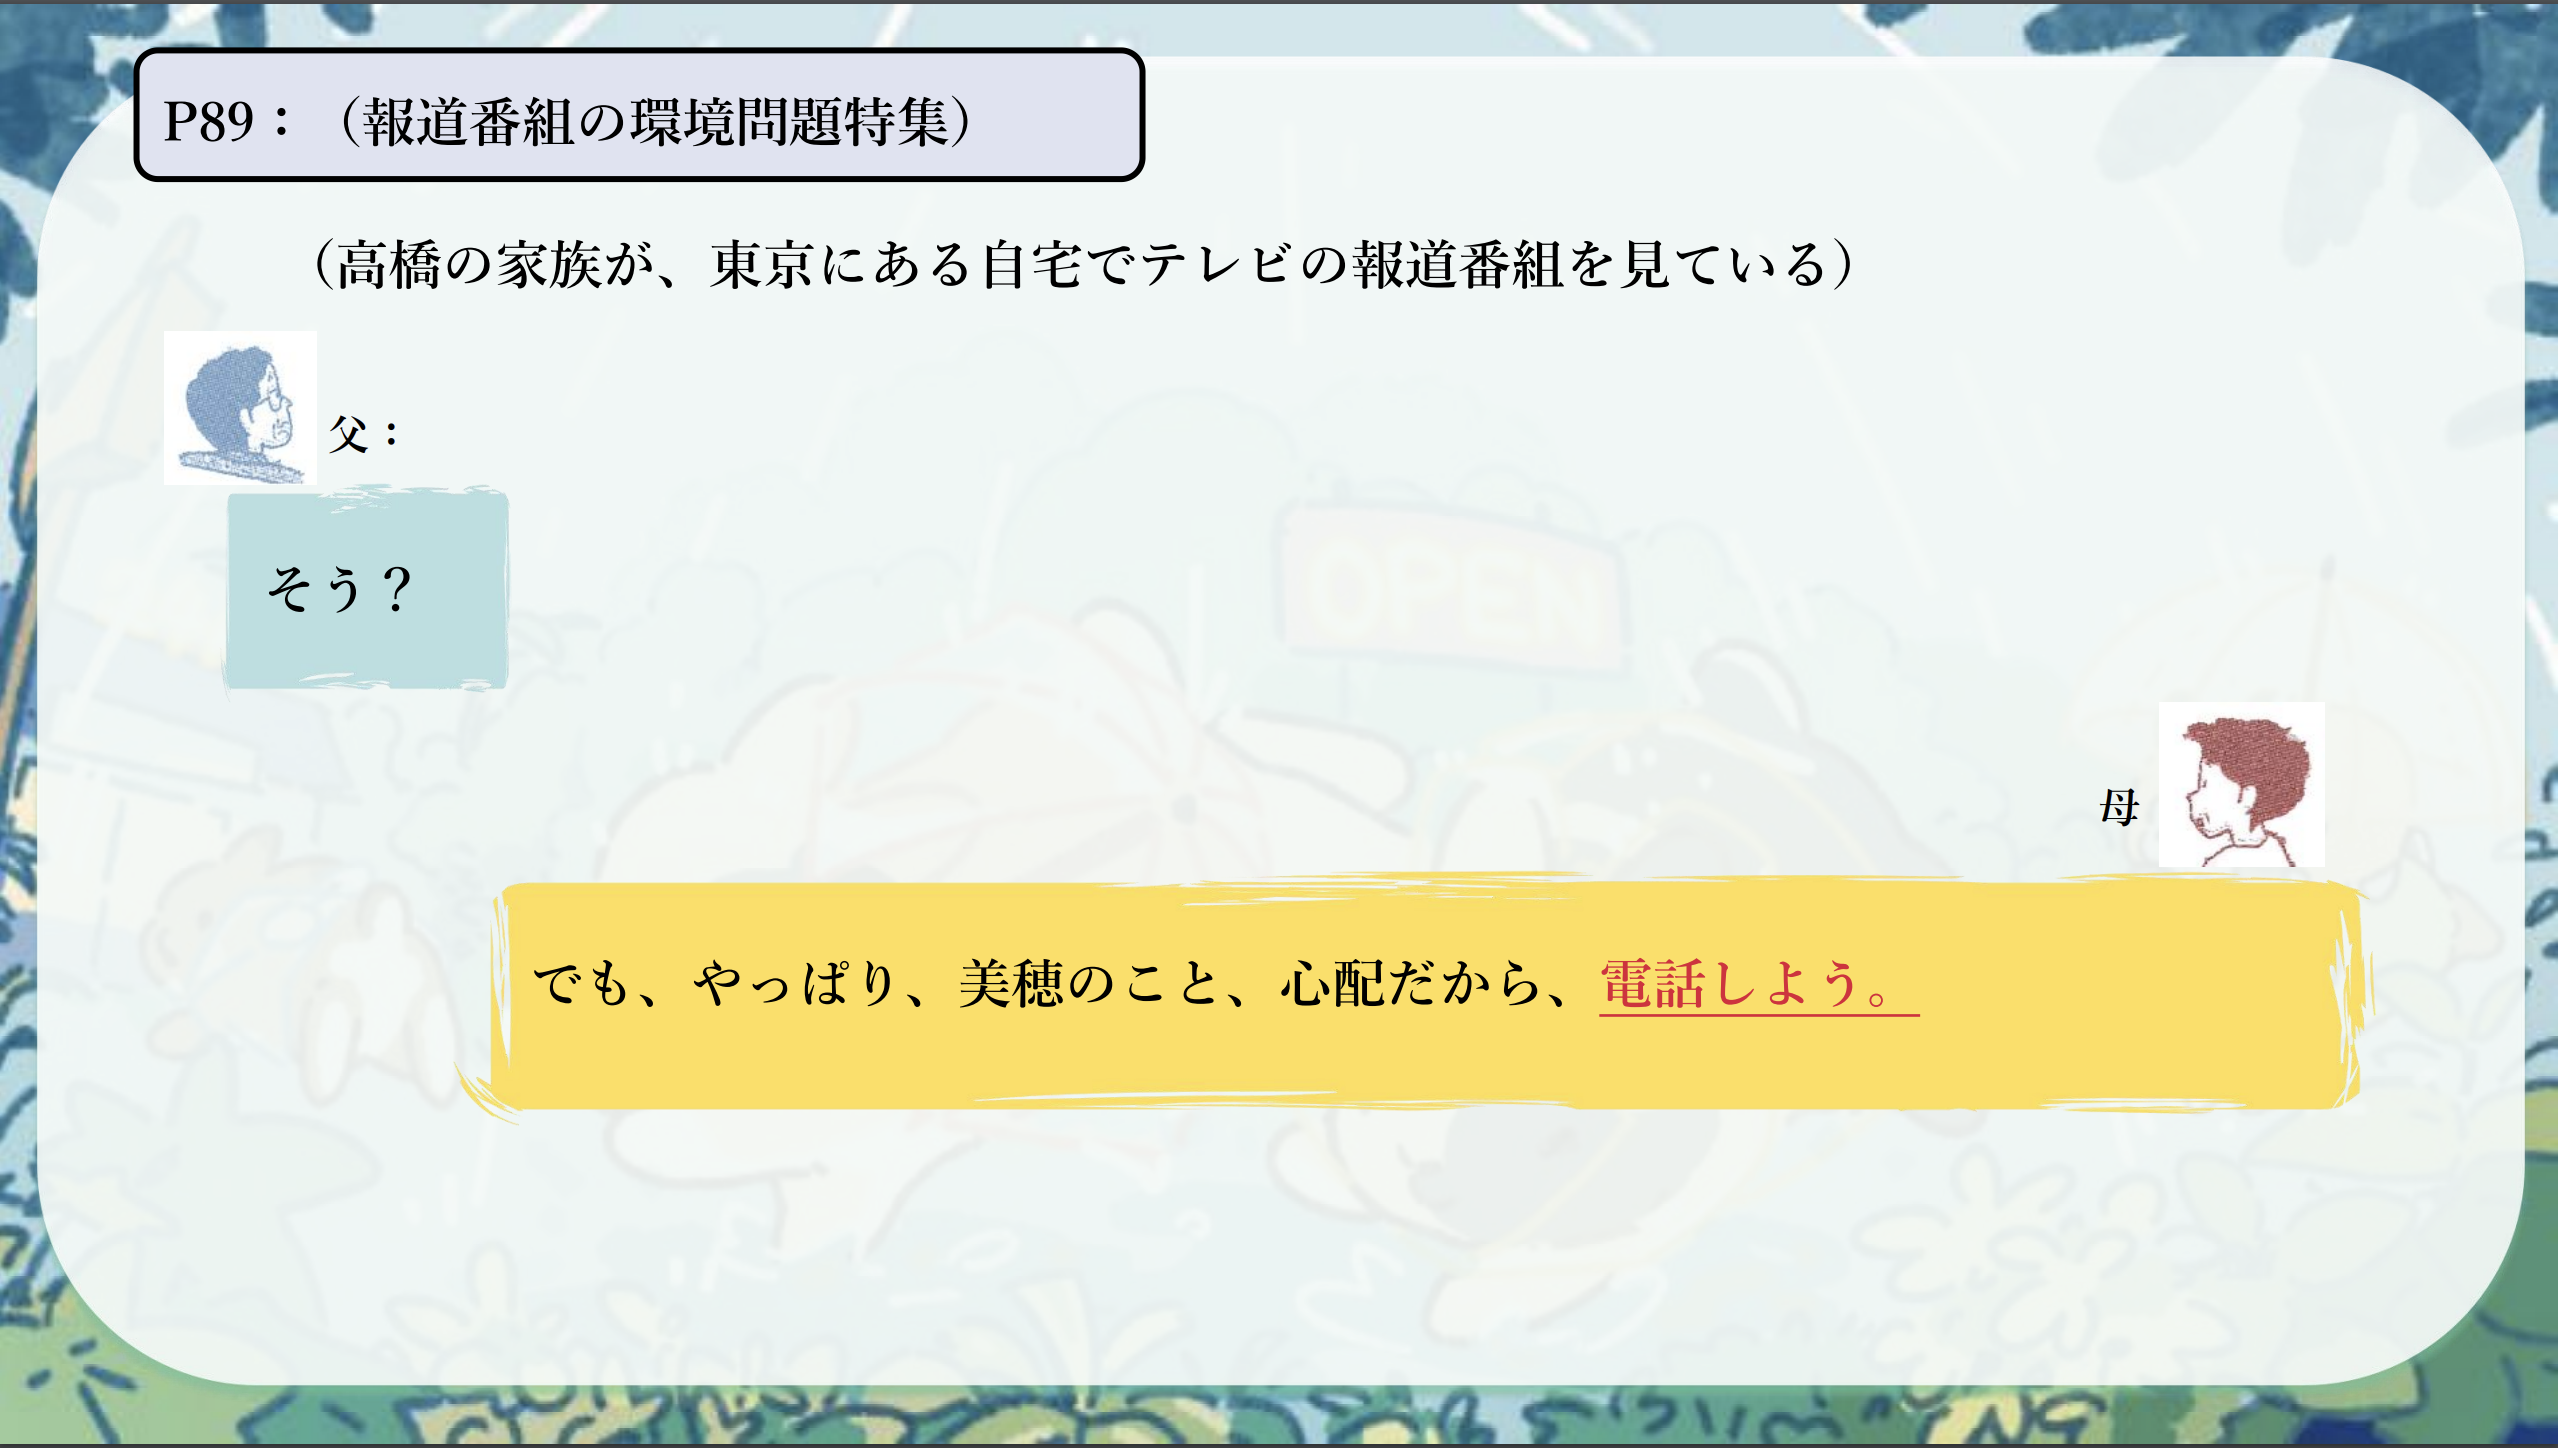 P89：（報道番組の環境問題特集）
（高橋の家族が、東京にある自宅でテレビの報道番組を見ている）
父：
そう？
母
でも、やっぱり、美穂のこと、心配だから、電話しよう。
OPEN